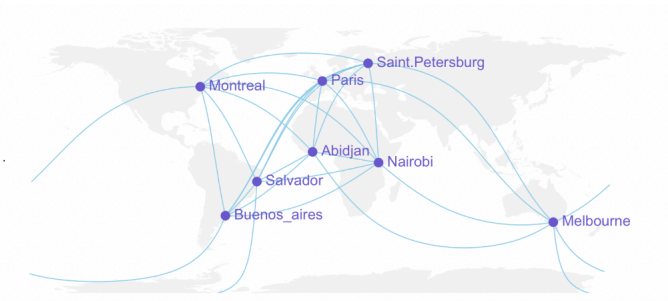 Saint.Petersburg
Paris
Montreal
Abidjan
Nairobi
Salvador
Buenos_aires
Melbourne